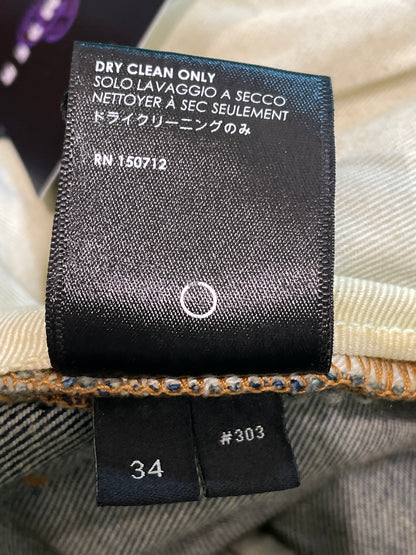 DRY CLEAN ONLY
SOLO LAVAGGIO A SECCO
NETTOYER À SEC SEULEMENT
ドライクリーニングのみ
RN 150712
34
#303